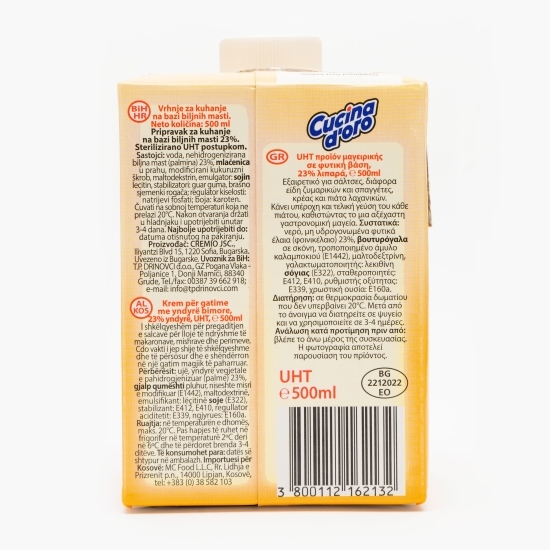 BiH
HR
Vrhnje za kuhanje
na bazi biljnih masti.
Neto količina: 500 ml
Pripravak za kuhanje
na bazi biljnih masti 23%.
Sterilizirano UHT postupkom.
Sastojci: voda, nehidrogenizirana
biljna mast (palmina) 23%, mlaćenica
u prahu, modificirani kukuruzni
škrob, maltodekstrin, emulgator: sojin
lecitin, stabilizatori: guar guma, brašno
sjemenki rogača; regulator kiselosti:
natrijevi fosfati; boja: karoten.
Čuvati na sobnoj temperaturi koja ne
prelazi 20°C. Nakon otvaranja držati
u hladnjaku i upotrijebiti unutar
3-4 dana. Najbolje upotrijebiti do:
datuma otisnutog na pakiranju.
Proizvođač: CREMIO JSC.,
Iliyantzi Blvd 15, 1220 Sofia, Bugarska.
Uvezeno iz Bugarske. Uvoznik za BiH:
T.P. DRINOVCI d.o.o., GZ Pogana Vlaka -
Poljanice 1, Donji Mamići, 88340
Grude, Tel./fax: 00387 39 662 918;
e-mail: info@tpdrinovci.com
AL
KOS
Krem për gatime
me yndyrë bimore,
23% yndyrë, UHT, ℮500ml
I shkëlqyeshëm për pregaditjen
e salcave për lloje të ndryshme të
makaronave, mishrave dhe perimeve.
Cdo vakti i jep shije të shkëlqyeshme
dhe të përsosur dhe e shëndërron
në një gatim magjik të paharruar.
Përbërësit: ujë, yndyrë vegjetale
e pahidrogjenizuar (palme) 23%,
gjalp qumështi pluhur, niseshte misri
e modifikuar (E1442), maltodextrinë,
emulsifikant: leçitinë soje (E322),
stabilizant: E412, E410, regulator
aciditetit: E339, ngjyrues: E160a.
Ruajtja: në temperaturën e dhomës,
maks. 20°C. Pas hapjes të ruhet në
frigorifer në temperaturë 2°C deri
në 6°C dhe të përdoret brenda 3-4
ditëve. Të konsumohet para: datës së
shtypur në ambalazh. Importuesi për
Kosovë: MC Food L.L.C, Rr. Lidhja e
Prizrenit p.n., 14000 Lipjan, Kosovë,
tel: +383 (0) 38 582 103
Cucina
d'oro
GR
UHT προϊόν μαγειρικής
σε φυτική βάση,
23% λιπαρά, ℮500ml
Εξαιρετικό για σάλτσες, διάφορα
είδη ζυμαρικών και σπαγγέτες,
κρέας και πιάτα λαχανικών.
Κάνει υπέροχη και τελική γεύση του κάθε
πιάτου, καθιστώντας το μια αξέχαστη
γαστρονομική μαγεία. Συστατικά:
νερό, μη υδρογονωμένα φυτικά
έλαια (φοινικέλαιο) 23%, βουτυρόγαλα
σε σκόνη, τροποποιημένο άμυλο
καλαμποκιού (E1442), μαλτοδεξτρίνη,
γαλακτωματοποιητής: λεκιθίνη
σόγιας (E322), σταθεροποιητές:
E412, E410, ρυθμιστής οξύτητας:
E339, χρωστική ουσία: E160a.
Διατήρηση: σε θερμοκρασία δωματίου
που δεν υπερβαίνει 20°C. Μετά από
το άνοιγμα να διατηρείτε σε ψυγείο
και να χρησιμοποιείτε σε 3-4 ημέρες.
Ανάλωση κατά προτίμηση πριν από:
βλέπε το άνω μέρος της συσκευασίας.
Η φωτογραφία αποτελεί
παρουσίαση του πρϊόντος.
UHT
℮500ml
BG
2212022
EO
3 800112 162132